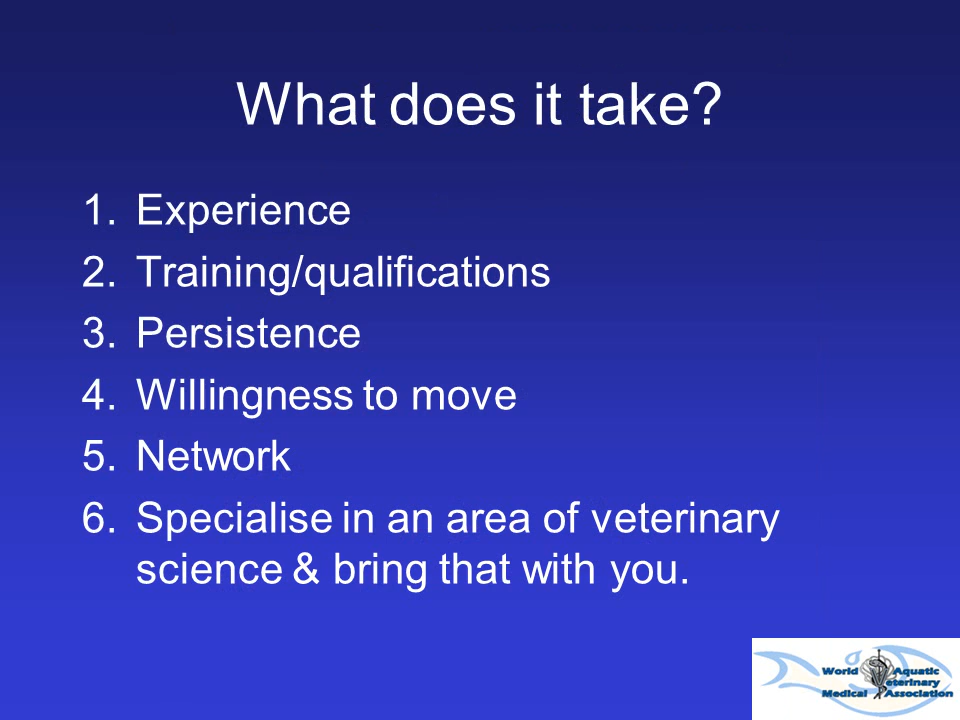 What does it take?
1. Experience
2. Training/qualifications
3. Persistence
4. Willingness to move
5. Network
6. Specialise in an area of veterinary
science & bring that with you.
World Aquatic
Veterinary
Medical Association